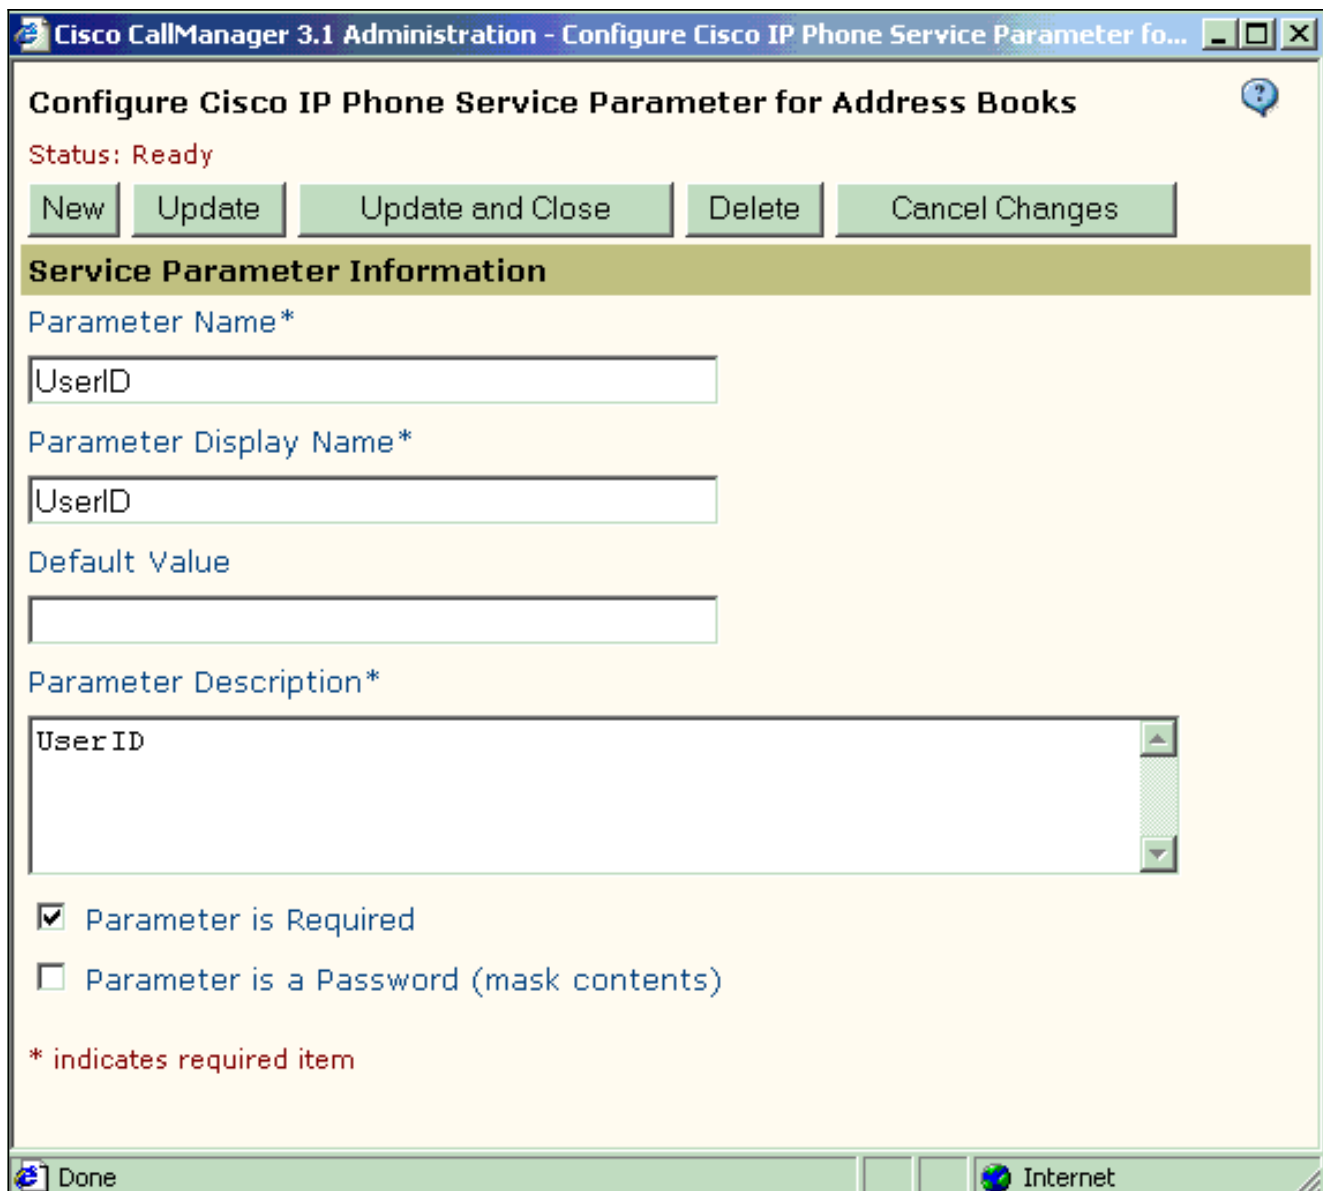 Cisco CallManager 3.1 Administration - Configure Cisco IP Phone Service Parameter fo...
Configure Cisco IP Phone Service Parameter for Address Books
Status: Ready
New Update Update and Close Delete Cancel Changes
Service Parameter Information
Parameter Name*
UserID
Parameter Display Name*
UserID
Default Value
Parameter Description*
UserID
Parameter is Required
Parameter is a Password (mask contents)
* indicates required item
Done Internet